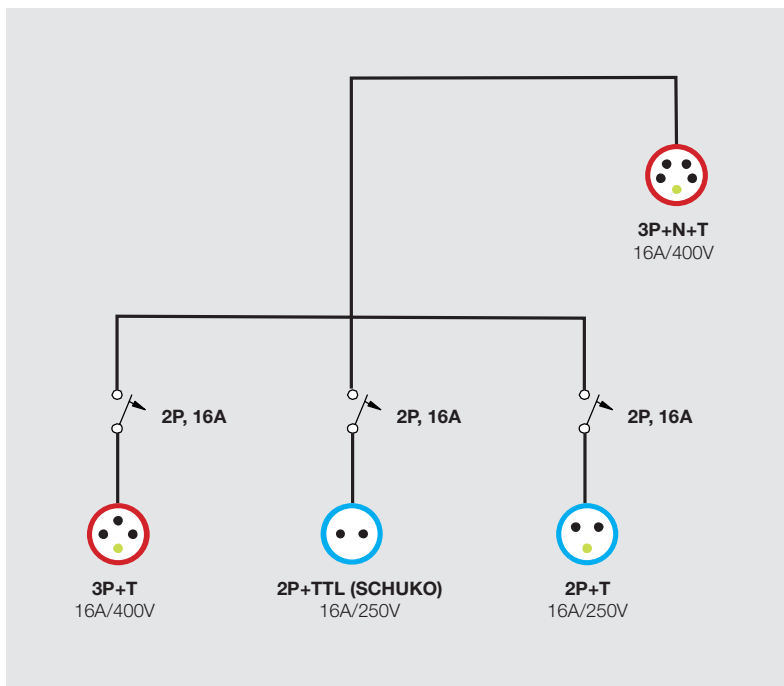 3P+N+T
16A/400V
2P, 16A
2P, 16A
2P, 16A
3P+T
16A/400V
2P+TTL (SCHUKO)
16A/250V
2P+T
16A/250V